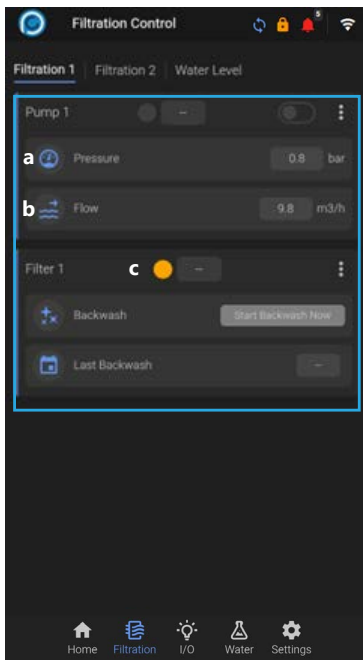 Filtration Control
5
Filtration 1 Filtration 2 Water Level
Pump 1 --
a Pressure 0.8 bar
b Flow 9.8 m3/h
Filter 1 c --
Backwash Start Backwash Now
Last Backwash --
Home Filtration I/O Water Settings